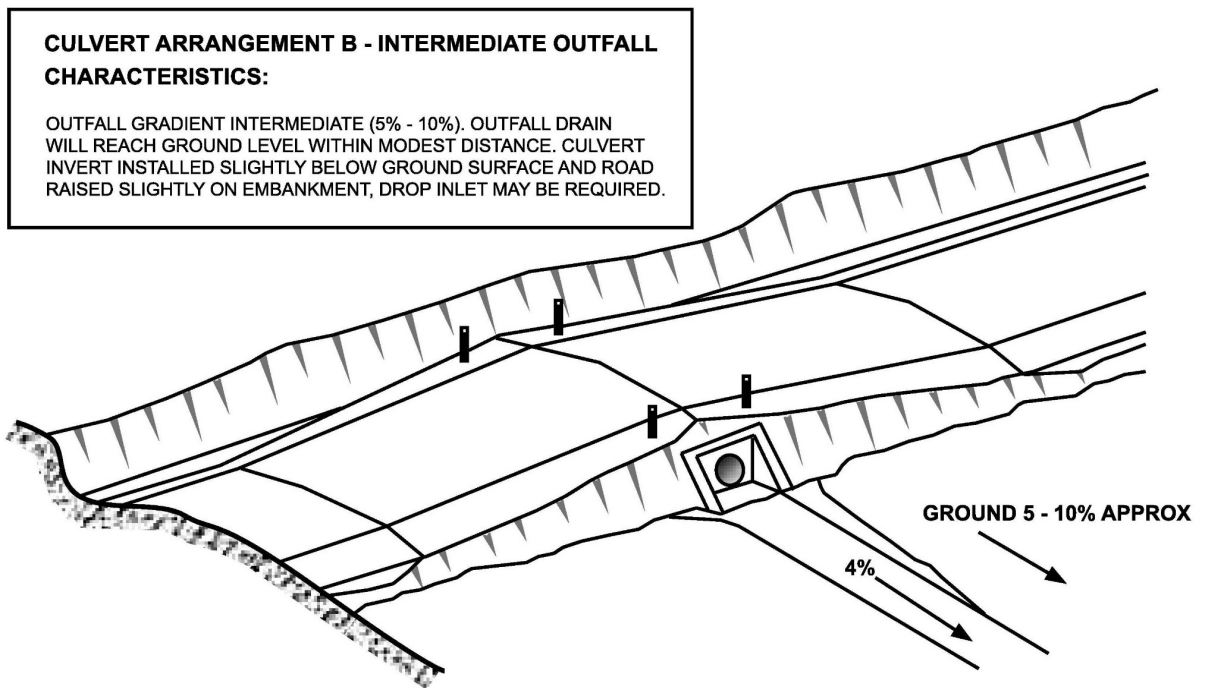 CULVERT ARRANGEMENT B - INTERMEDIATE OUTFALL
CHARACTERISTICS:
OUTFALL GRADIENT INTERMEDIATE (5% - 10%). OUTFALL DRAIN
WILL REACH GROUND LEVEL WITHIN MODEST DISTANCE. CULVERT
INVERT INSTALLED SLIGHTLY BELOW GROUND SURFACE AND ROAD
RAISED SLIGHTLY ON EMBANKMENT, DROP INLET MAY BE REQUIRED.
GROUND 5 - 10% APPROX
4%